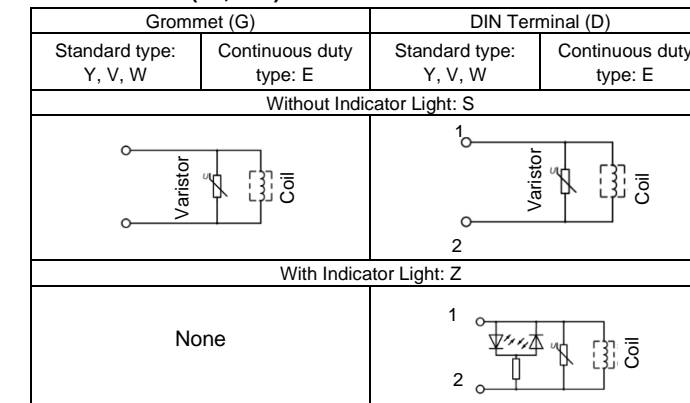 Grommet (G)
DIN Terminal (D)
Standard type:
Y, V, W
Continuous duty
type: E
Standard type:
Y, V, W
Continuous duty
type: E
Without Indicator Light: S
Varistor
U
Coil
1
Varistor
U
Coil
2
With Indicator Light: Z
None
1
U
Coil
2